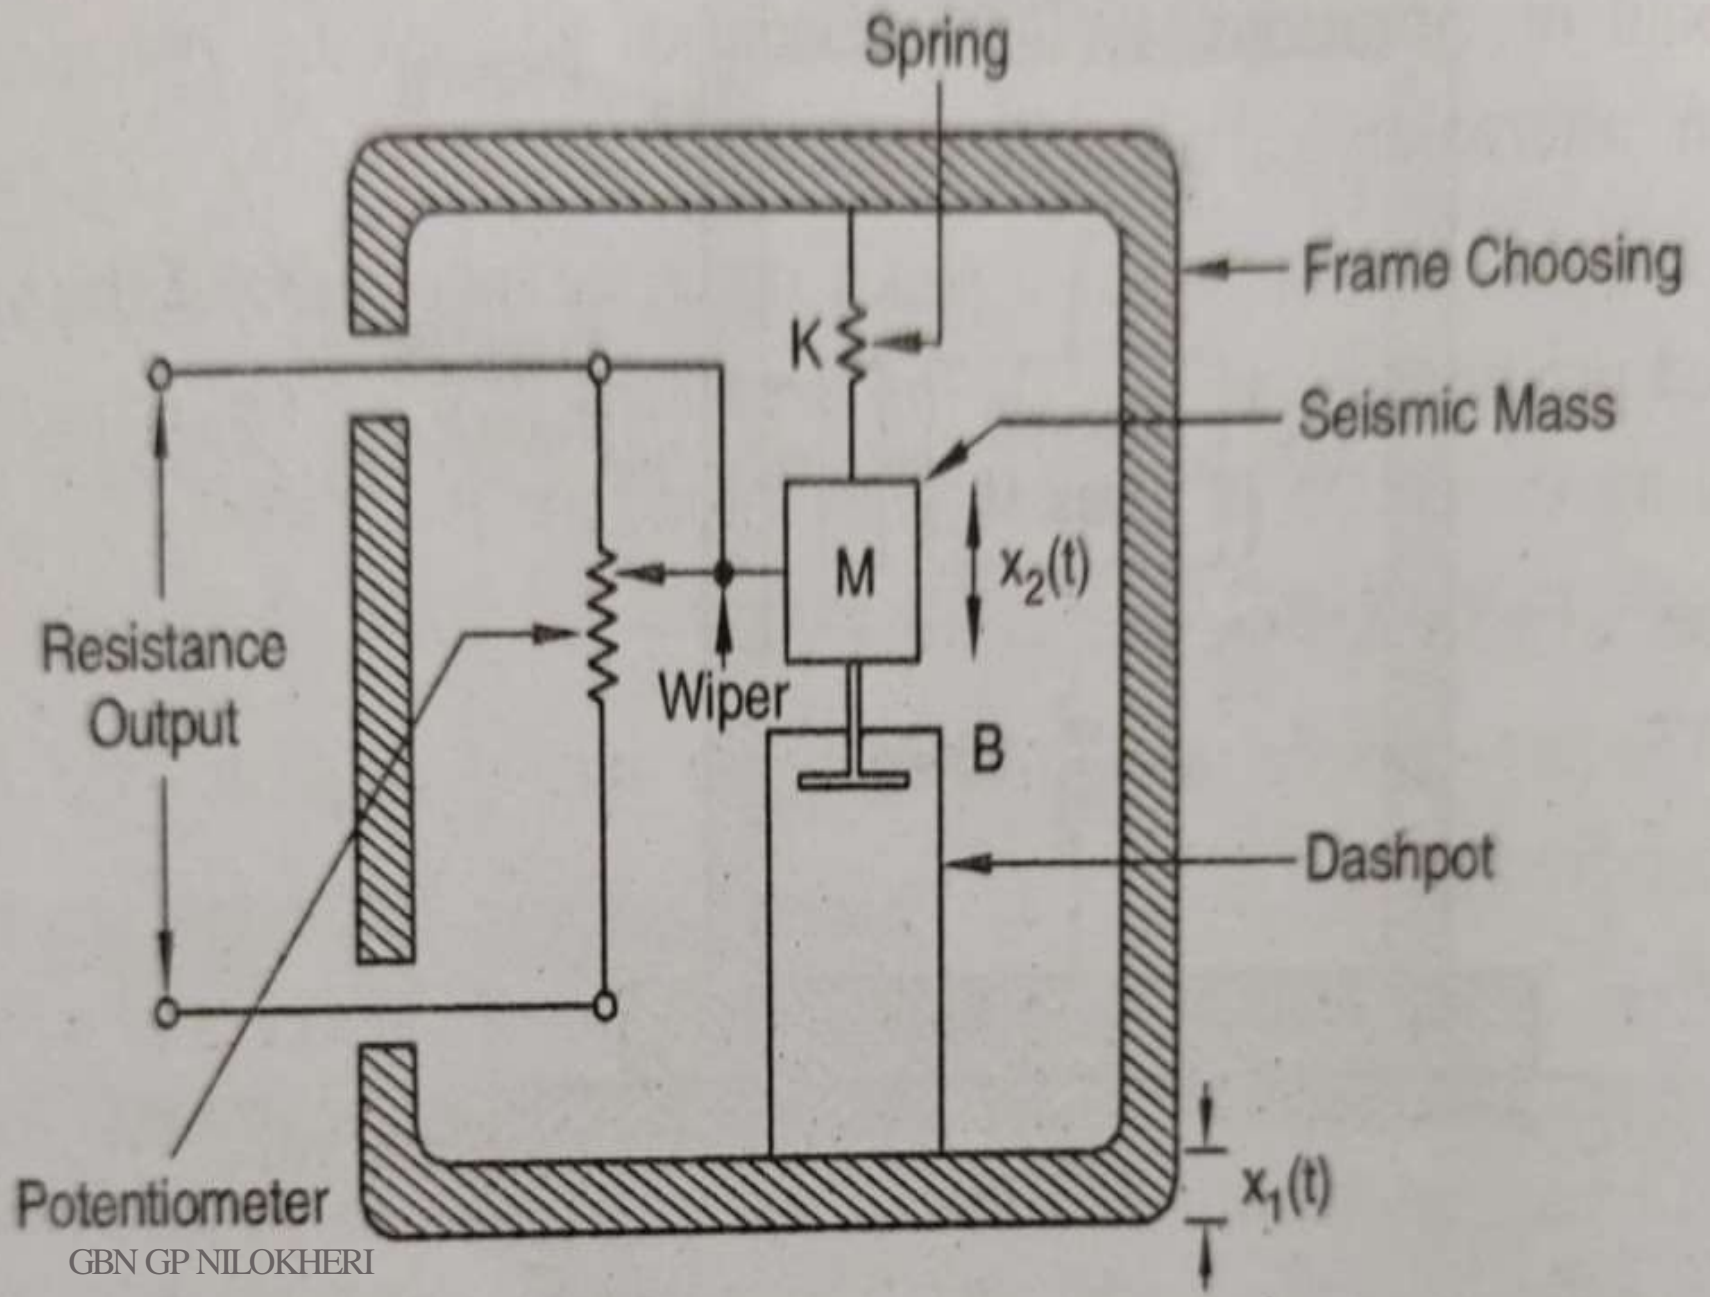 Spring
Frame Choosing
K
Seismic Mass
M
x₂(t)
Resistance
Output
Wiper
B
Dashpot
x₁(t)
Potentiometer
GBN GP NILOKHERI